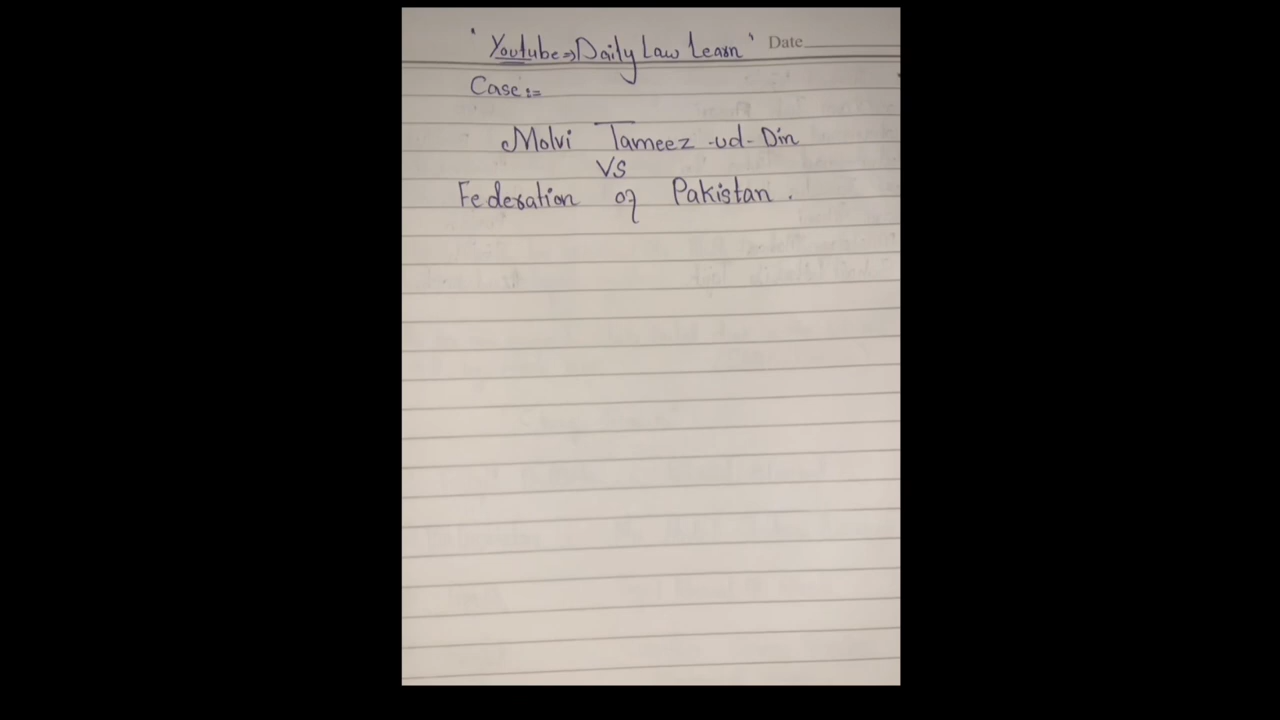 'Youtube⇒Daily Law Learn' Date
Case:=
Molvi Tameez-ud-Din
VS
Federation of Pakistan.